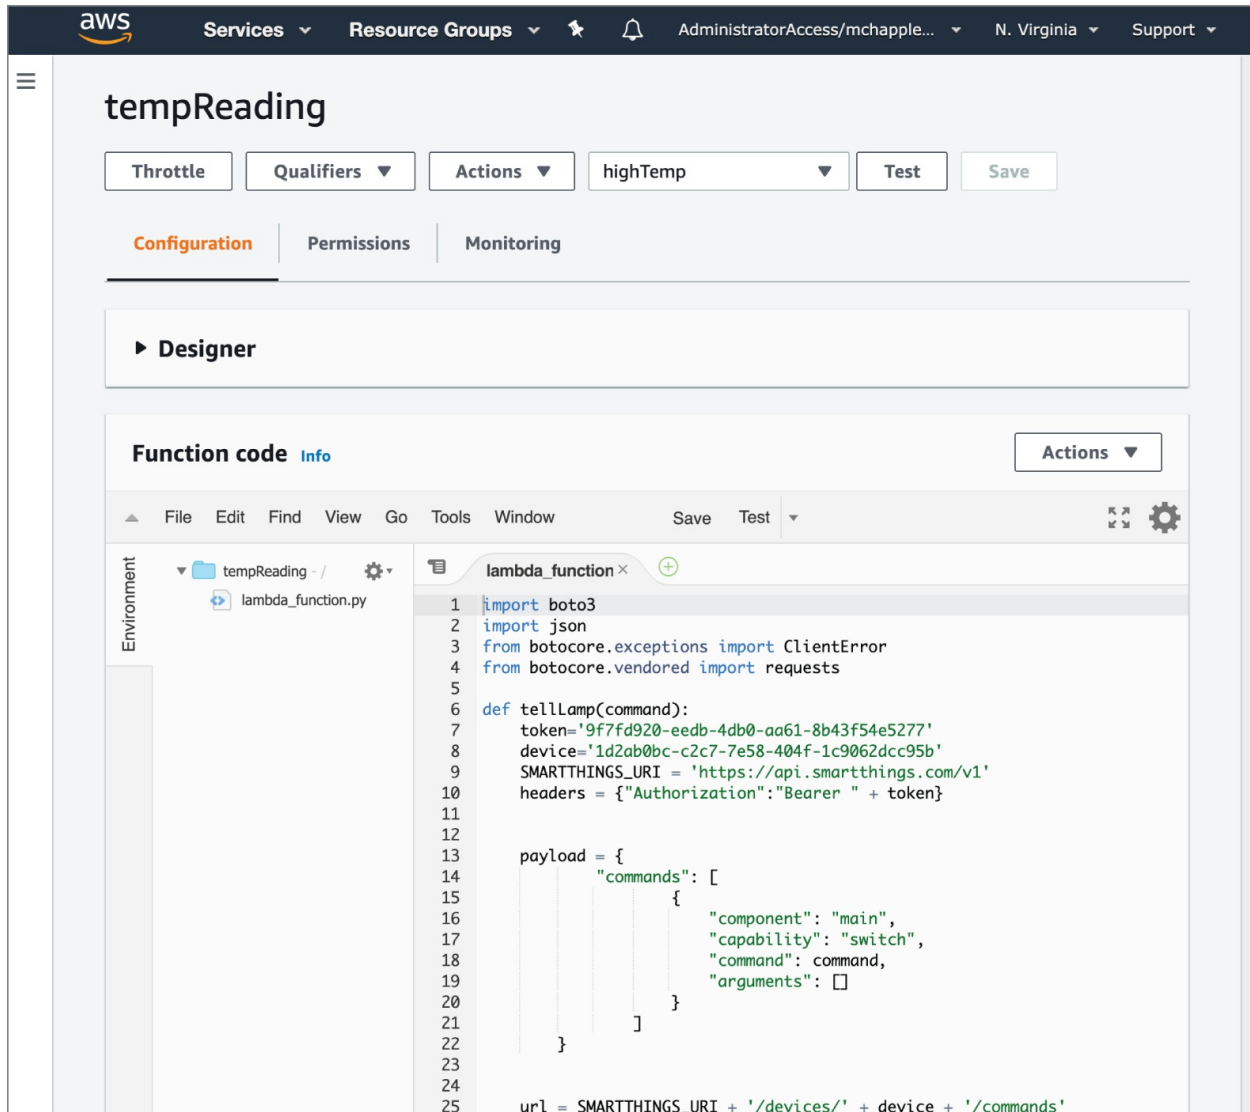 aws Services Resource Groups AdministratorAccess/mchapple... N. Virginia Support
tempReading
Throttle Qualifiers Actions highTemp Test Save
Configuration Permissions Monitoring
Designer
Function code Info Actions
File Edit Find View Go Tools Window Save Test
Environment
tempReading - /
lambda_function.py
lambda_function ×
1 import boto3
2 import json
3 from botocore.exceptions import ClientError
4 from botocore.vendored import requests
5
6 def tellLamp(command):
7     token='9f7fd920-eedb-4db0-aa61-8b43f54e5277'
8     device='1d2ab0bc-c2c7-7e58-404f-1c9062dcc95b'
9     SMARTTHINGS_URI = 'https://api.smartthings.com/v1'
10     headers = {"Authorization":"Bearer " + token}
11
12
13     payload = {
14             "commands": [
15                     {
16                         "component": "main",
17                         "capability": "switch",
18                         "command": command,
19                         "arguments": []
20                     }
21                 ]
22         }
23
24
25     url = SMARTTHINGS_URI + '/devices/' + device + '/commands'